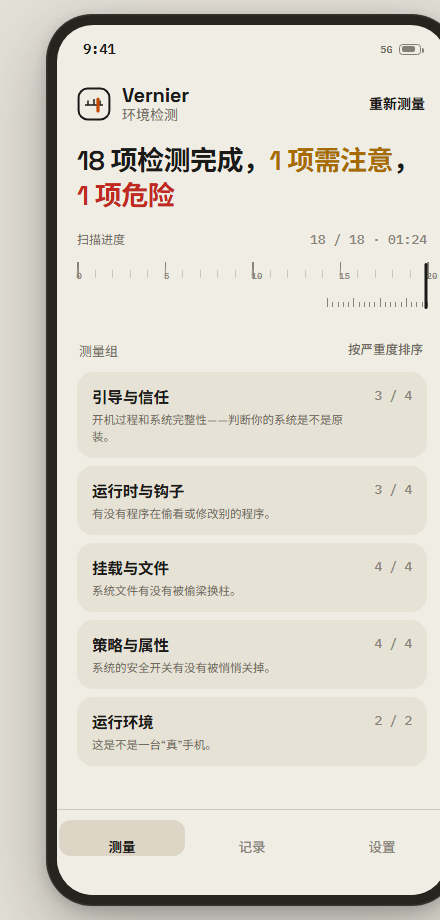 9:41
5G
Vernier
环境检测
重新测量
18 项检测完成，1 项需注意，
1 项危险
扫描进度
18 / 18 · 01:24
0 5 10 15 20
测量组
按严重度排序
引导与信任
3 / 4
开机过程和系统完整性——判断你的系统是不是原
装。
运行时与钩子
3 / 4
有没有程序在偷看或修改别的程序。
挂载与文件
4 / 4
系统文件有没有被偷梁换柱。
策略与属性
4 / 4
系统的安全开关有没有被悄悄关掉。
运行环境
2 / 2
这是不是一台“真”手机。
测量
记录
设置